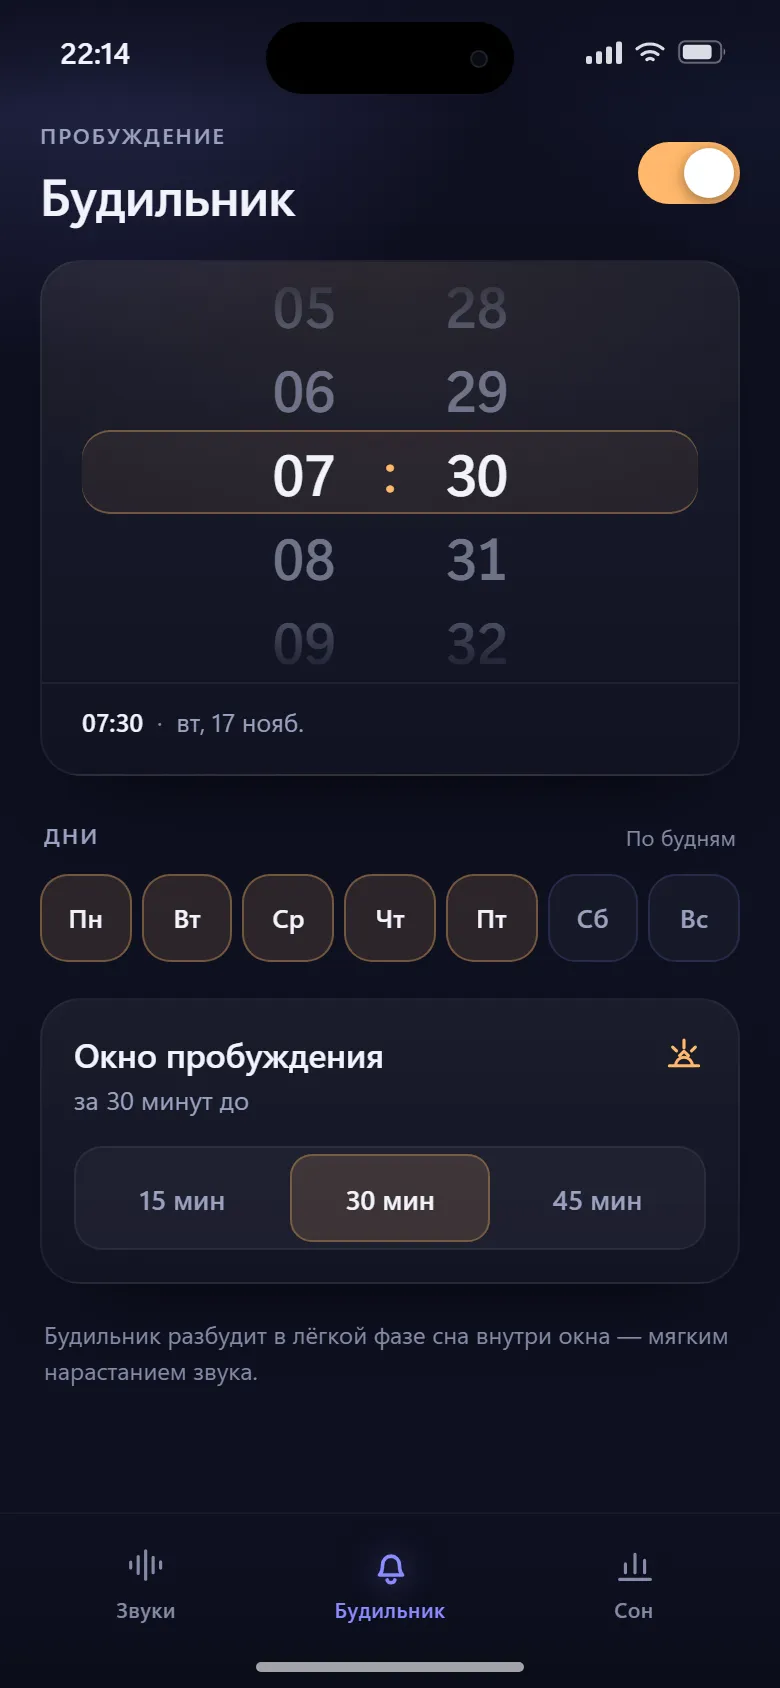 22:14
ПРОБУЖДЕНИЕ
Будильник
05 28
06 29
07 : 30
08 31
09 32
07:30 · вт, 17 нояб.
ДНИ По будням
Пн Вт Ср Чт Пт Сб Вс
Окно пробуждения
за 30 минут до
15 мин 30 мин 45 мин
Будильник разбудит в лёгкой фазе сна внутри окна — мягким
нарастанием звука.
Звуки Будильник Сон